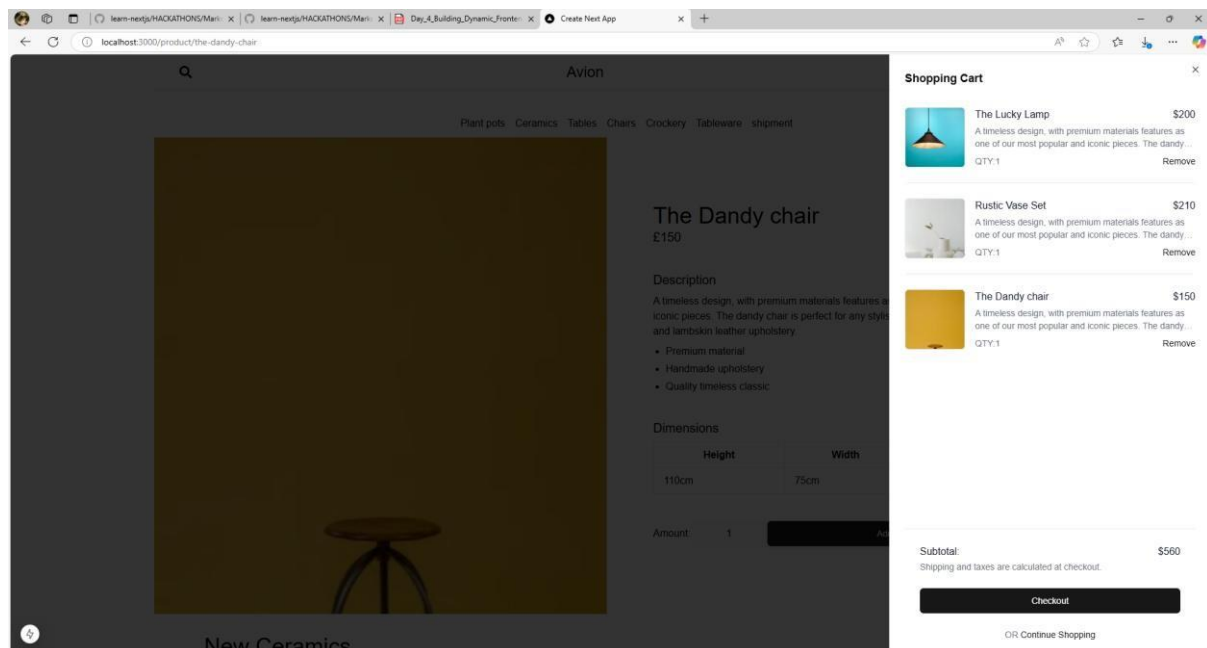 learn-nextjs/HACKATHONS/Mark
learn-nextjs/HACKATHONS/Mark
Day_4_Building_Dynamic_Fronten
Create Next App
localhost:3000/product/the-dandy-chair
Avion
Plant pots Ceramics Tables Chairs Crockery Tableware shipment
The Dandy chair
£150
Description
A timeless design, with premium materials features a
iconic pieces. The dandy chair is perfect for any stylis
and lambskin leather upholstery.
• Premium material
• Handmade upholstery
• Quality timeless classic
Dimensions
Height Width
110cm 75cm
Amount: 1
New Ceramics
Shopping Cart
The Lucky Lamp $200
A timeless design, with premium materials features as
one of our most popular and iconic pieces. The dandy...
QTY:1 Remove
Rustic Vase Set $210
A timeless design, with premium materials features as
one of our most popular and iconic pieces. The dandy...
QTY:1 Remove
The Dandy chair $150
A timeless design, with premium materials features as
one of our most popular and iconic pieces. The dandy...
QTY:1 Remove
Subtotal: $560
Shipping and taxes are calculated at checkout.
Checkout
OR Continue Shopping